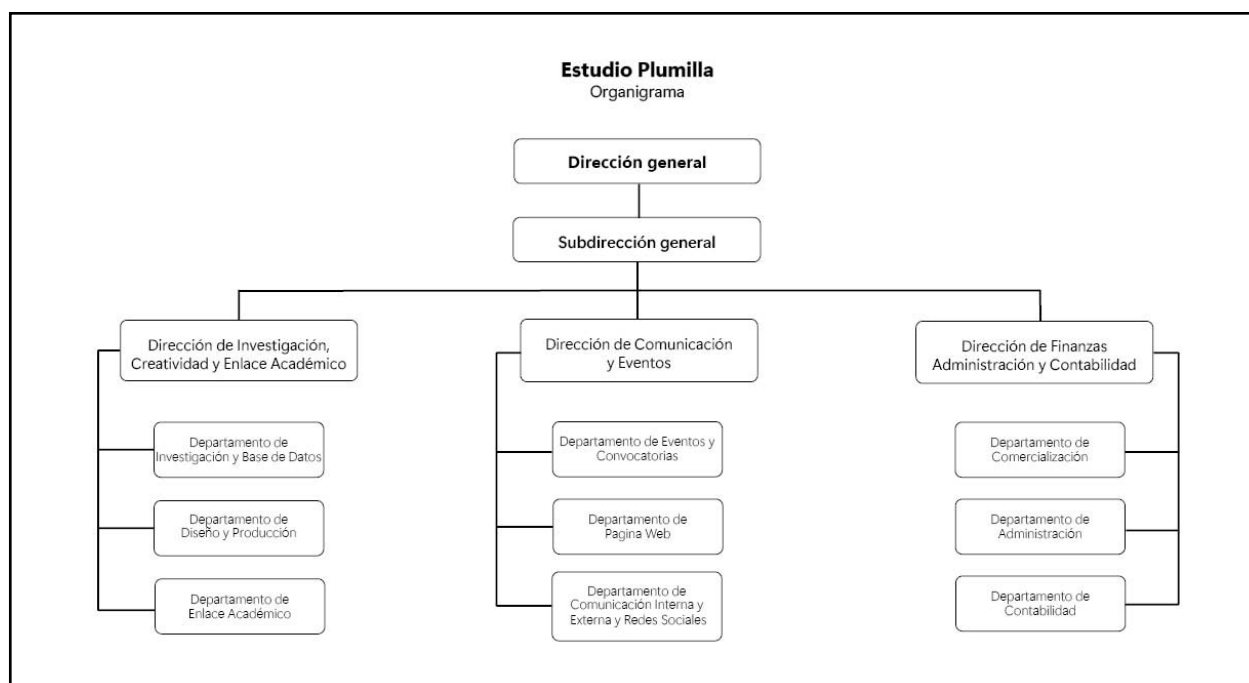 Estudio Plumilla
Organigrama
Dirección general
Subdirección general
Dirección de Investigación,
Creatividad y Enlace Académico
Dirección de Comunicación
y Eventos
Dirección de Finanzas
Administración y Contabilidad
Departamento de
Investigación y Base de Datos
Departamento de Eventos y
Convocatorias
Departamento de
Comercialización
Departamento de
Diseño y Producción
Departamento de
Pagina Web
Departamento de
Administración
Departamento de
Enlace Académico
Departamento de
Comunicación Interna y
Externa y Redes Sociales
Departamento de
Contabilidad